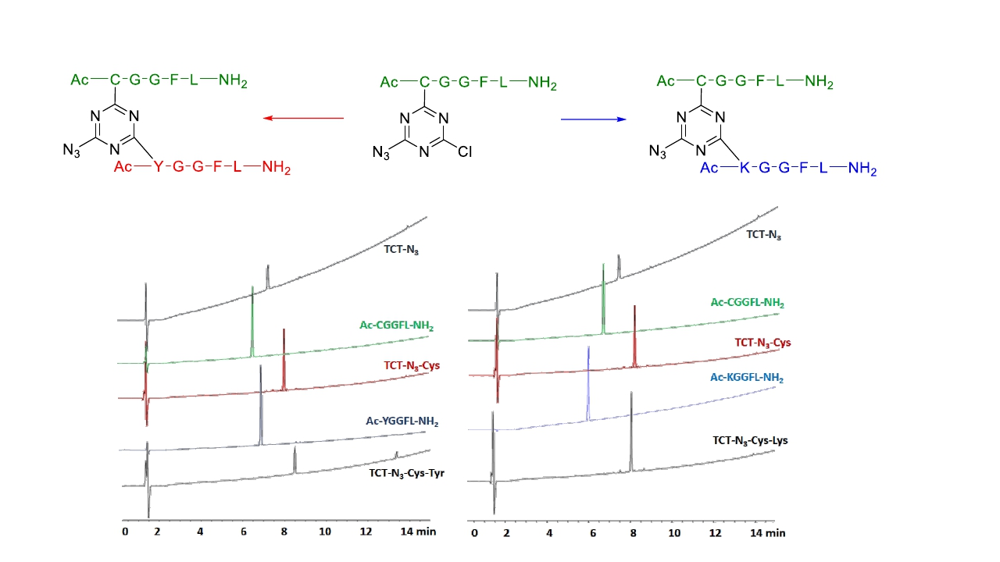 Ac—C-G-G-F-L—NH₂
N N
N₃ N
Ac—Y-G-G-F-L—NH₂
Ac—C-G-G-F-L—NH₂
N N
N₃ N Cl
Ac—C-G-G-F-L—NH₂
N N
N₃ N
Ac—K-G-G-F-L—NH₂
TCT-N₃
Ac-CGGFL-NH₂
TCT-N₃-Cys
Ac-YGGFL-NH₂
TCT-N₃-Cys-Tyr
0 2 4 6 8 10 12 14 min
TCT-N₃
Ac-CGGFL-NH₂
TCT-N₃-Cys
Ac-KGGFL-NH₂
TCT-N₃-Cys-Lys
0 2 4 6 8 10 12 14 min